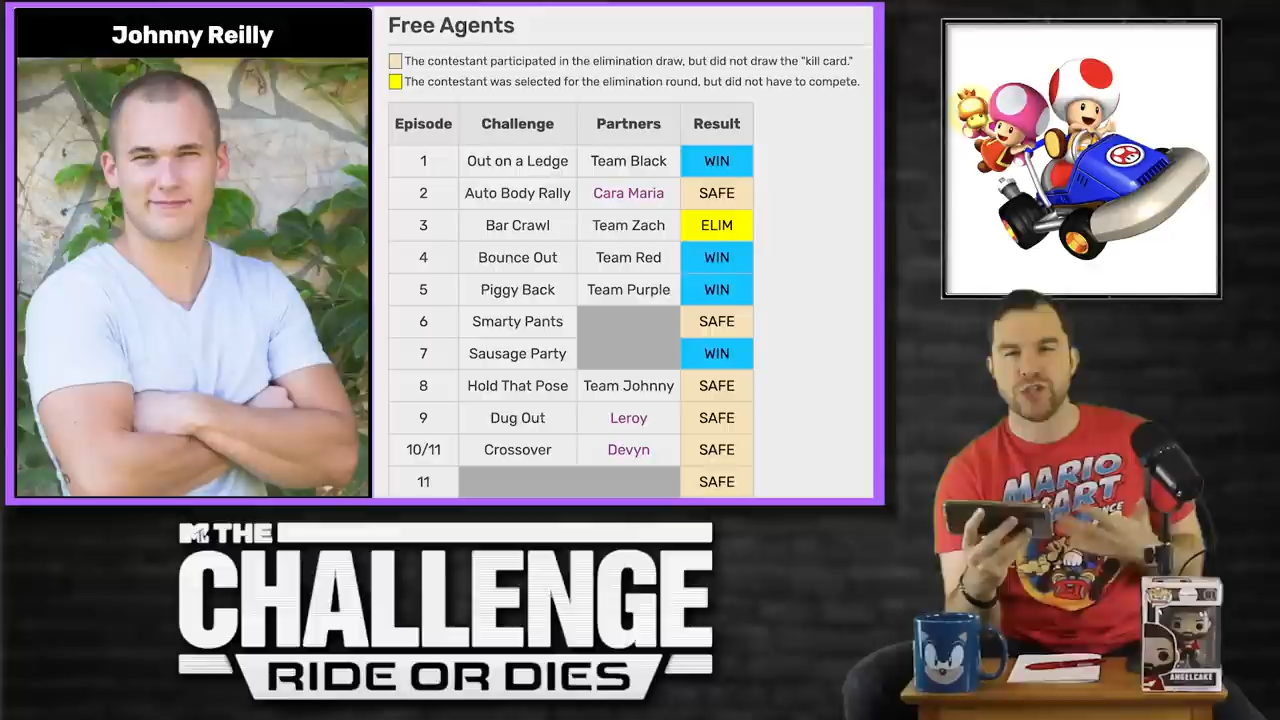 Johnny Reilly
Free Agents
The contestant participated in the elimination draw, but did not draw the "kill card."
The contestant was selected for the elimination round, but did not have to compete.
Episode Challenge Partners Result
1 Out on a Ledge Team Black WIN
2 Auto Body Rally Cara Maria SAFE
3 Bar Crawl Team Zach ELIM
4 Bounce Out Team Red WIN
5 Piggy Back Team Purple WIN
6 Smarty Pants SAFE
7 Sausage Party WIN
8 Hold That Pose Team Johnny SAFE
9 Dug Out Leroy SAFE
10/11 Crossover Devyn SAFE
11 SAFE
MARIO
KART
THE
CHALLENGE
RIDE OR DIES
ANGELCAKE